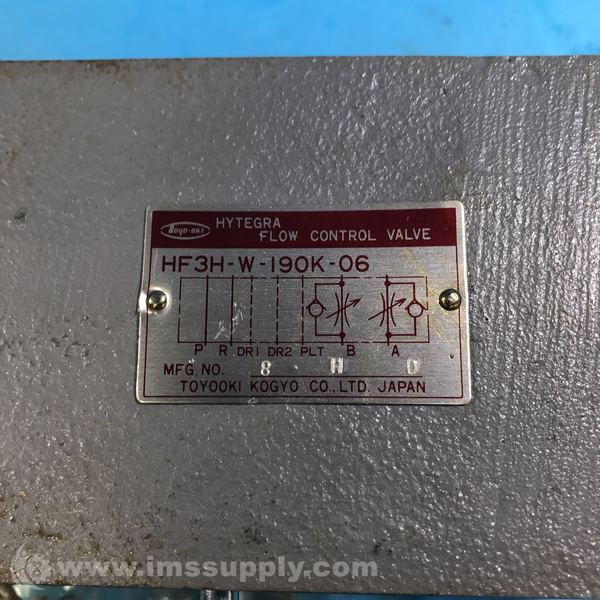 TOYO-OKI
HYTEGRA
FLOW CONTROL VALVE
HF3H-W-190K-06
P R DR1 DR2 PLT B A
MFG. NO. 8 H 0
TOYOOKI KOGYO CO., LTD. JAPAN
www.imssupply.com